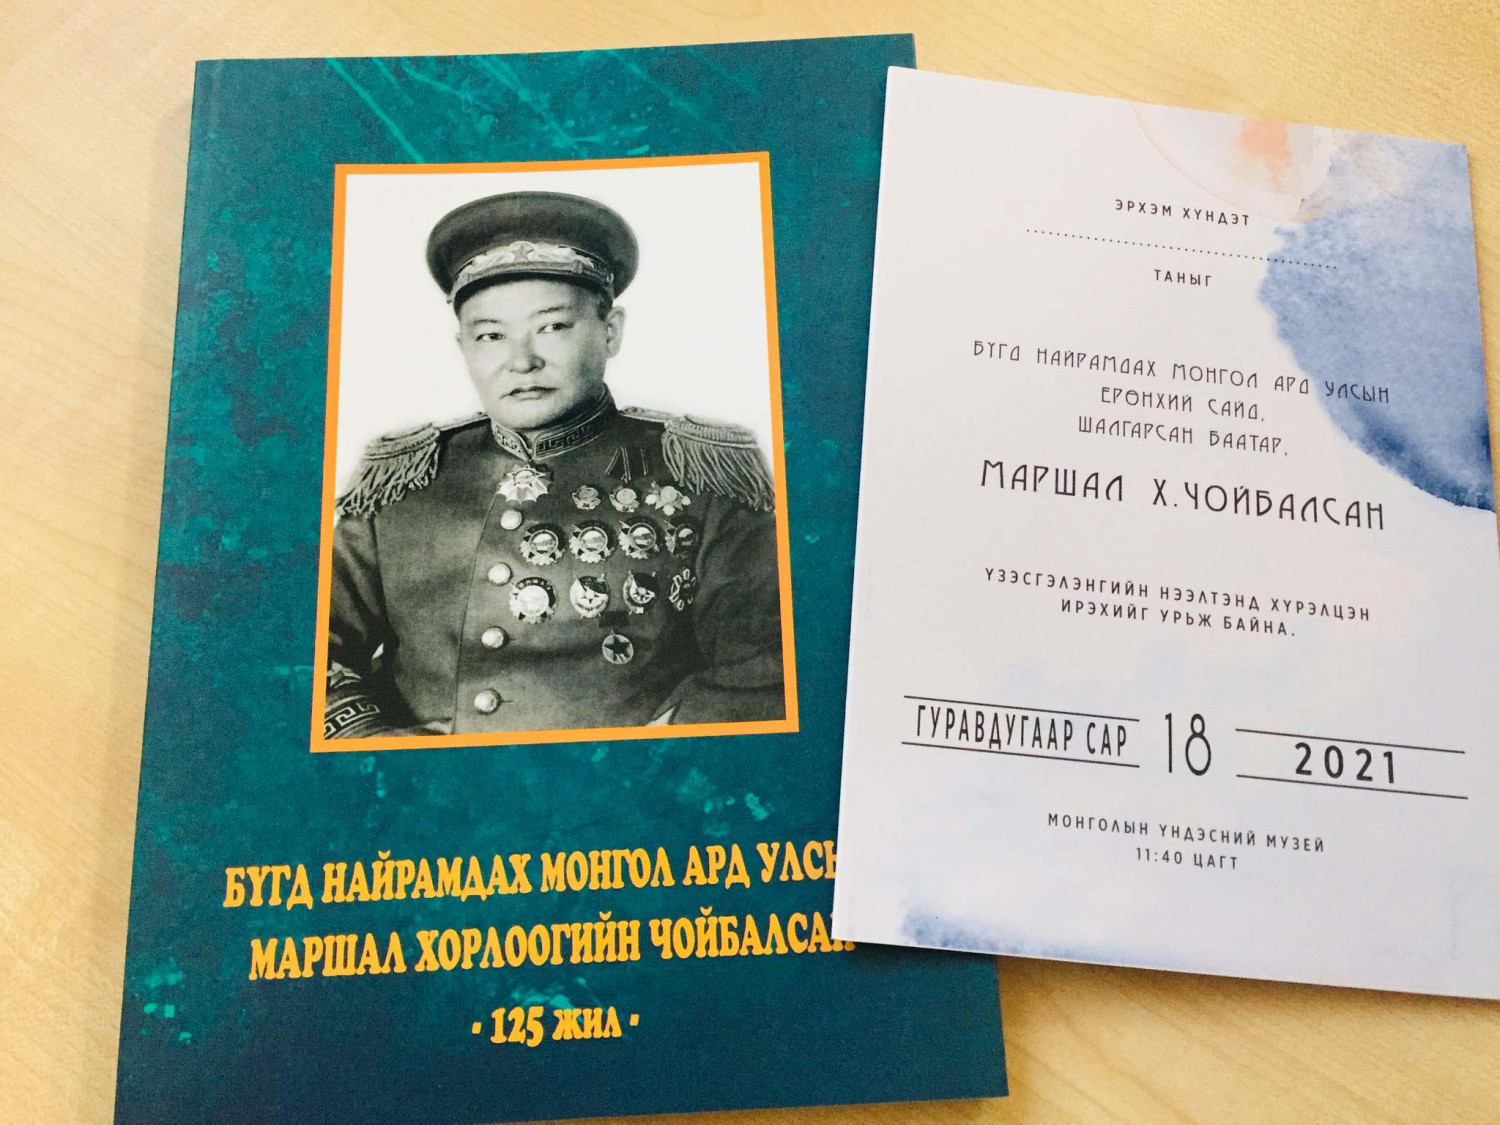 БҮГД НАЙРАМДАХ МОНГОЛ АРД
МАРШАЛ ХОРЛООГИЙН ЧОЙБАЛСАН
· 125 ЖИЛ ·
ЭРХЭМ ХҮНДЭТ
ТАНЫГ
БҮГД НАЙРАМДАХ МОНГОЛ АРД УЛСЫН
ЕРӨНХИЙ САЙД,
ШАЛГАРСАН БААТАР,
МАРШАЛ Х.ЧОЙБАЛСАН
ҮЗЭСГЭЛЭНГИЙН НЭЭЛТЭНД ХҮРЭЛЦЭН
ИРЭХИЙГ УРЬЖ БАЙНА.
ГУРАВДУГААР САР 18 2021
МОНГОЛЫН ҮНДЭСНИЙ МУЗЕЙ
11:40 ЦАГТ